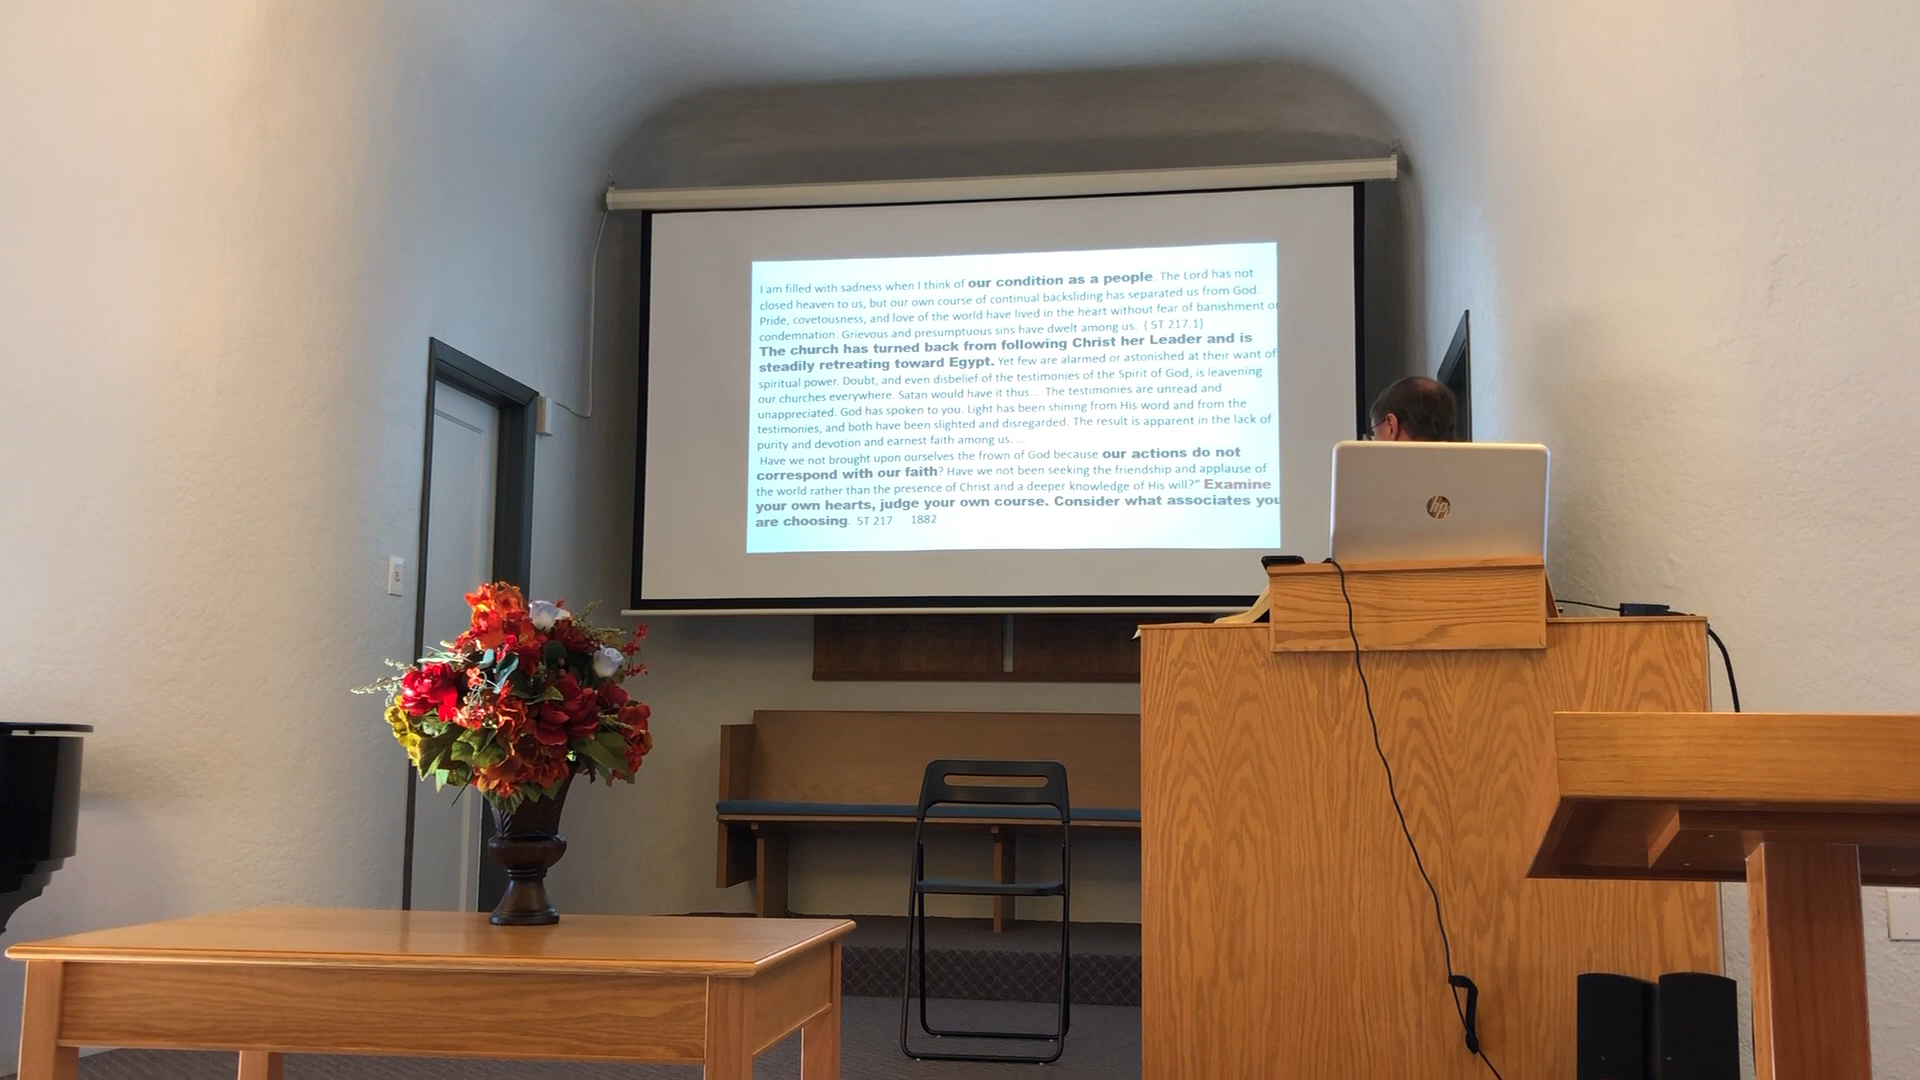 I am filled with sadness when I think of our condition as a people. The Lord has not
closed heaven to us, but our own course of continual backsliding has separated us from God.
Pride, covetousness, and love of the world have lived in the heart without fear of banishment or
condemnation. Grievous and presumptuous sins have dwelt among us. { 5T 217.1}
The church has turned back from following Christ her Leader and is
steadily retreating toward Egypt. Yet few are alarmed or astonished at their want of
spiritual power. Doubt, and even disbelief of the testimonies of the Spirit of God, is leavening
our churches everywhere. Satan would have it thus... The testimonies are unread and
unappreciated. God has spoken to you. Light has been shining from His word and from the
testimonies, and both have been slighted and disregarded. The result is apparent in the lack of
purity and devotion and earnest faith among us. ...
Have we not brought upon ourselves the frown of God because our actions do not
correspond with our faith? Have we not been seeking the friendship and applause of
the world rather than the presence of Christ and a deeper knowledge of His will?" Examine
your own hearts, judge your own course. Consider what associates you
are choosing. 5T 217 1882
hp